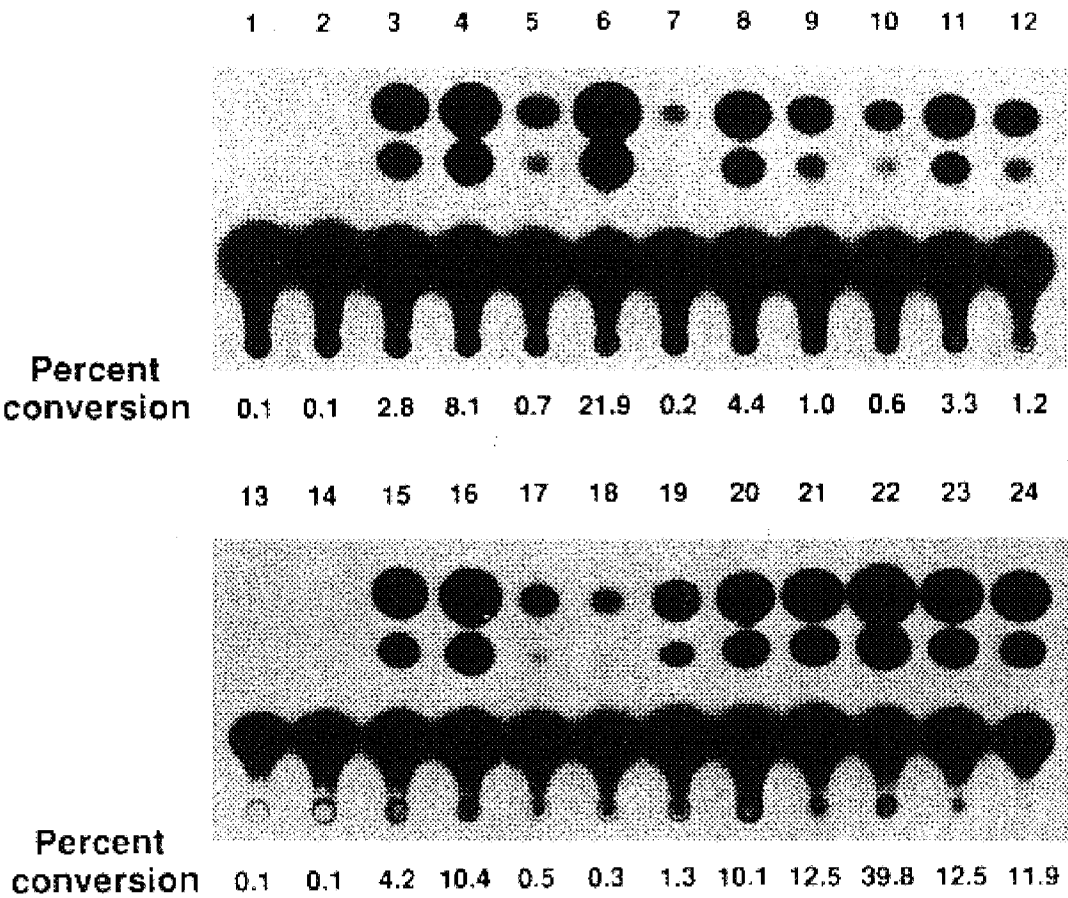 1 2 3 4 5 6 7 8 9 10 11 12
Percent
conversion 0.1 0.1 2.8 8.1 0.7 21.9 0.2 4.4 1.0 0.6 3.3 1.2
13 14 15 16 17 18 19 20 21 22 23 24
Percent
conversion 0.1 0.1 4.2 10.4 0.5 0.3 1.3 10.1 12.5 39.8 12.5 11.9